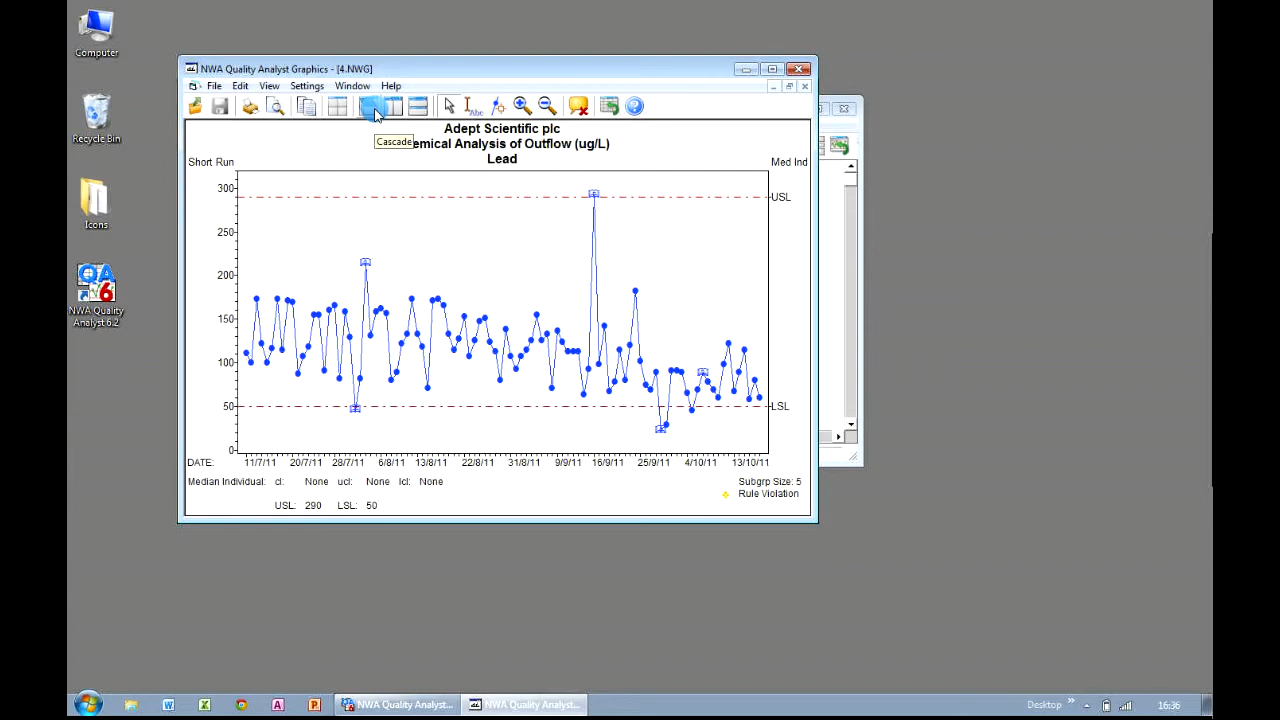 Computer
Recycle Bin
Icons
NWA Quality
Analyst 6.2
QA
6
NWA Quality Analyst Graphics - [4.NWG]
File Edit View Settings Window Help
Abc
Cascade
Adept Scientific plc
emical Analysis of Outflow (ug/L)
Lead
Short Run
Med Ind
300
250
200
150
100
50
0
USL
LSL
DATE: 11/7/11 20/7/11 28/7/11 6/8/11 13/8/11 22/8/11 31/8/11 9/9/11 16/9/11 25/9/11 4/10/11 13/10/11
Median Individual: cl: None ucl: None lcl: None
Subgrp Size: 5
Rule Violation
USL: 290 LSL: 50
NWA Quality Analyst...
NWA Quality Analyst...
Desktop
16:36